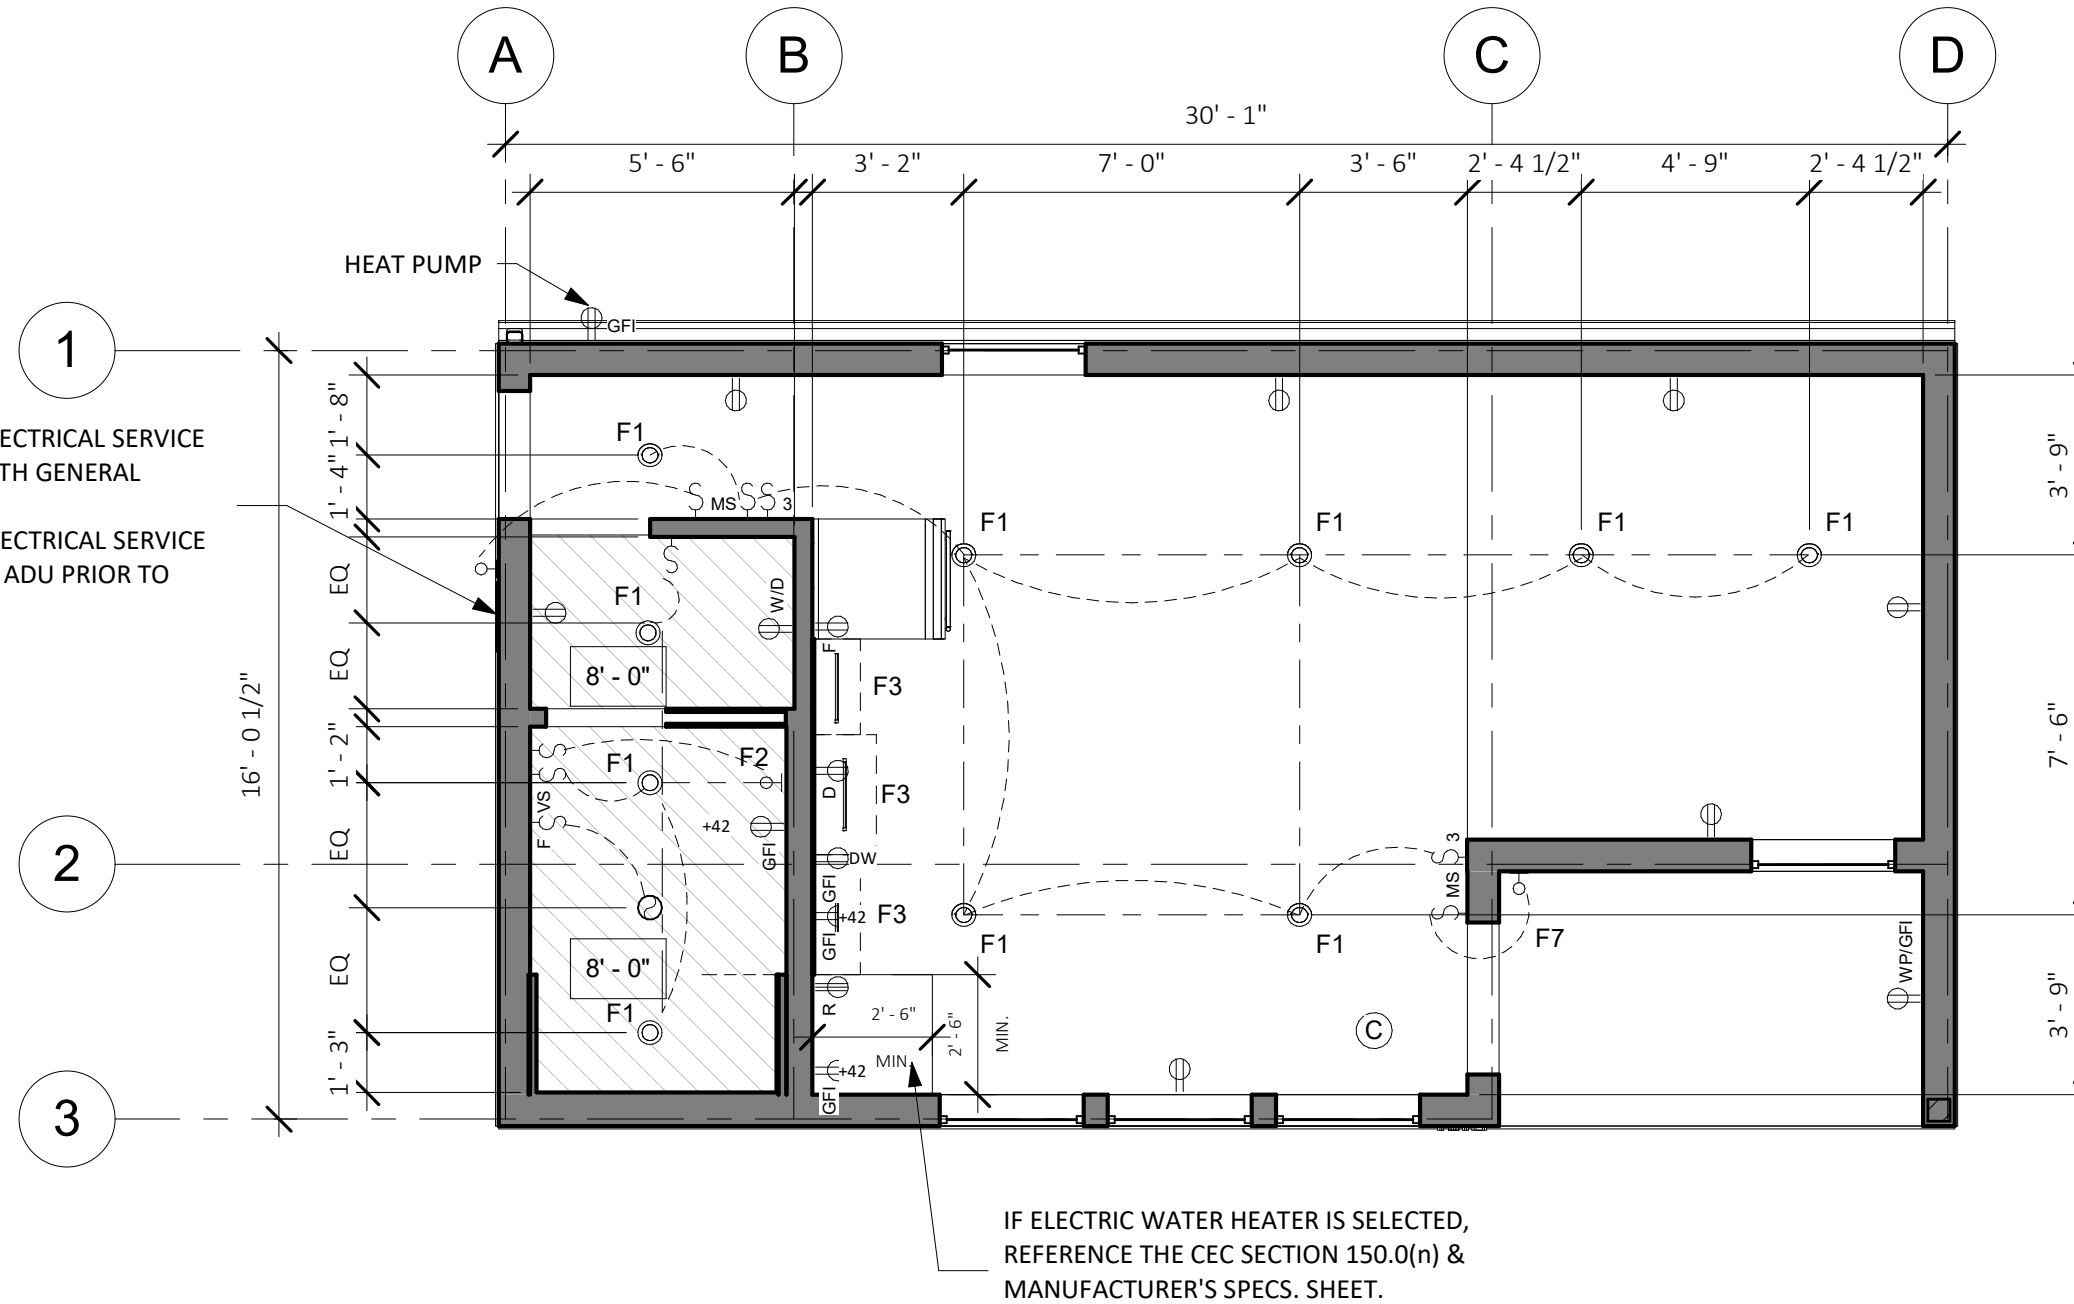 A
B
C
D
30' - 1"
5' - 6"
3' - 2"
7' - 0"
3' - 6"
2' - 4 1/2"
4' - 9"
2' - 4 1/2"
HEAT PUMP
GFI
1
1' - 8"
ECTRICAL SERVICE
TH GENERAL
1' - 4"
ECTRICAL SERVICE
ADU PRIOR TO
F1
MS
3
F1
F1
F1
F1
3' - 9"
EQ
F1
W/D
EQ
8' - 0"
F
F3
16' - 0 1/2"
1' - 2"
F1
F2
D
F3
7' - 6"
VS
F
+42
GFI
EQ
2
DW
GFI
+42
F3
GFI
3
MS
F1
F1
F7
WP/GFI
EQ
8' - 0"
F1
R
2' - 6"
MIN.
2' - 6"
MIN.
C
3' - 9"
1' - 3"
+42
GFI
3
IF ELECTRIC WATER HEATER IS SELECTED,
REFERENCE THE CEC SECTION 150.0(n) &
MANUFACTURER'S SPECS. SHEET.